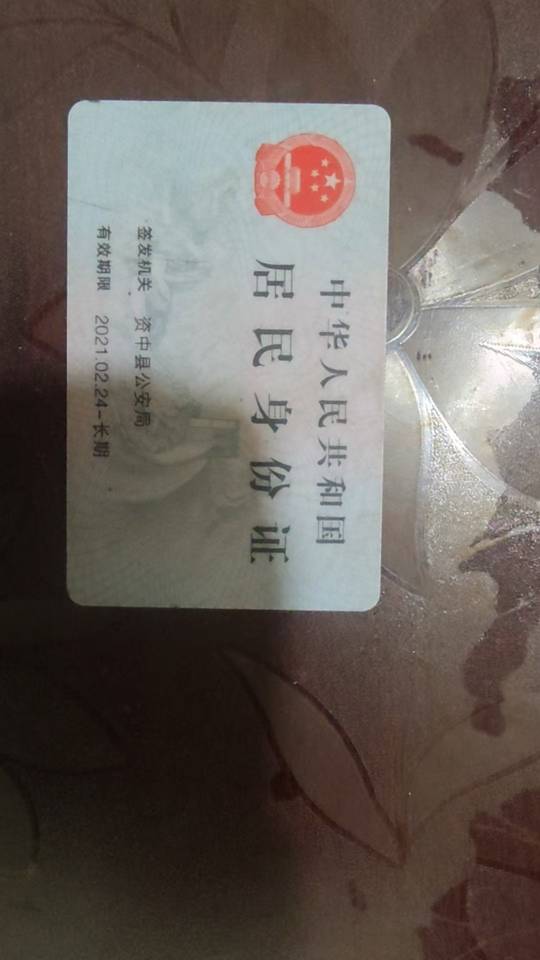 中华人民共和国
居民身份证
签发机关 资中县公安局
有效期限 2021.02.24-长期